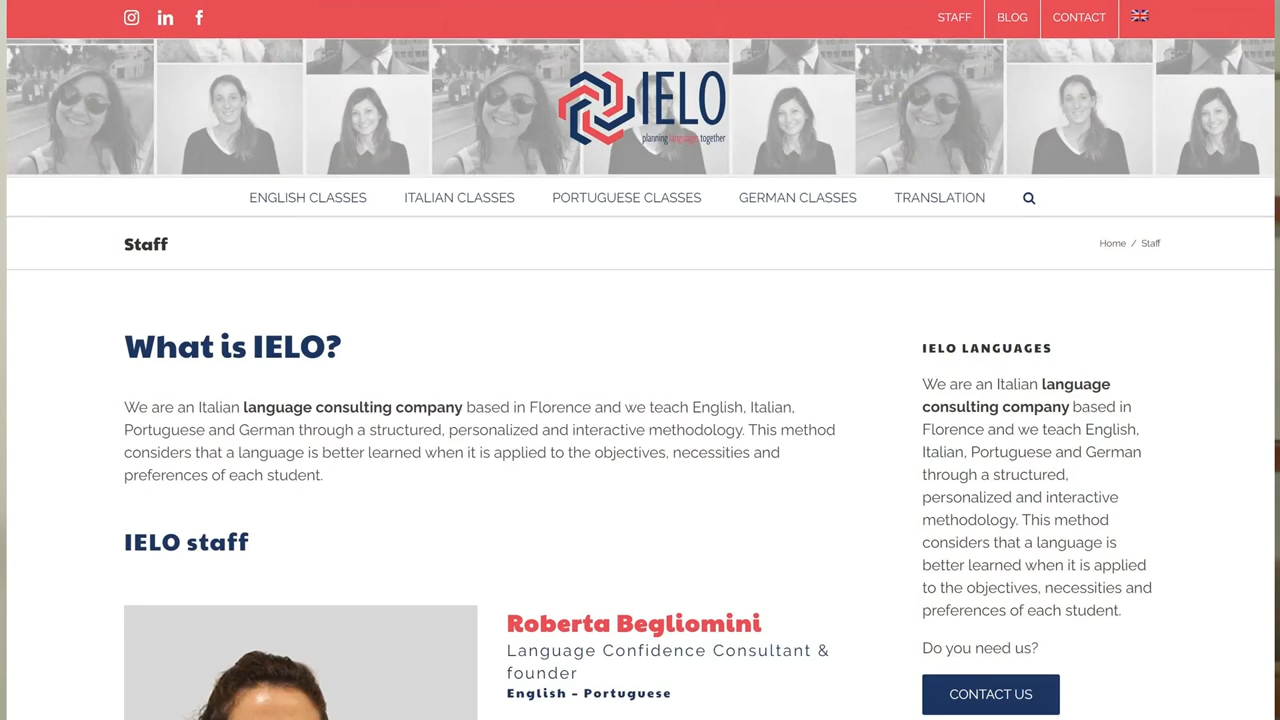 STAFF
BLOG
CONTACT
IELO
planning languages together
ENGLISH CLASSES
ITALIAN CLASSES
PORTUGUESE CLASSES
GERMAN CLASSES
TRANSLATION
Staff
Home / Staff
What is IELO?
We are an Italian language consulting company based in Florence and we teach English, Italian,
Portuguese and German through a structured, personalized and interactive methodology. This method
considers that a language is better learned when it is applied to the objectives, necessities and
preferences of each student.
IELO staff
Roberta Begliomini
Language Confidence Consultant &
founder
English – Portuguese
IELO LANGUAGES
We are an Italian language
consulting company based in
Florence and we teach English,
Italian, Portuguese and German
through a structured,
personalized and interactive
methodology. This method
considers that a language is
better learned when it is applied
to the objectives, necessities and
preferences of each student.
Do you need us?
CONTACT US